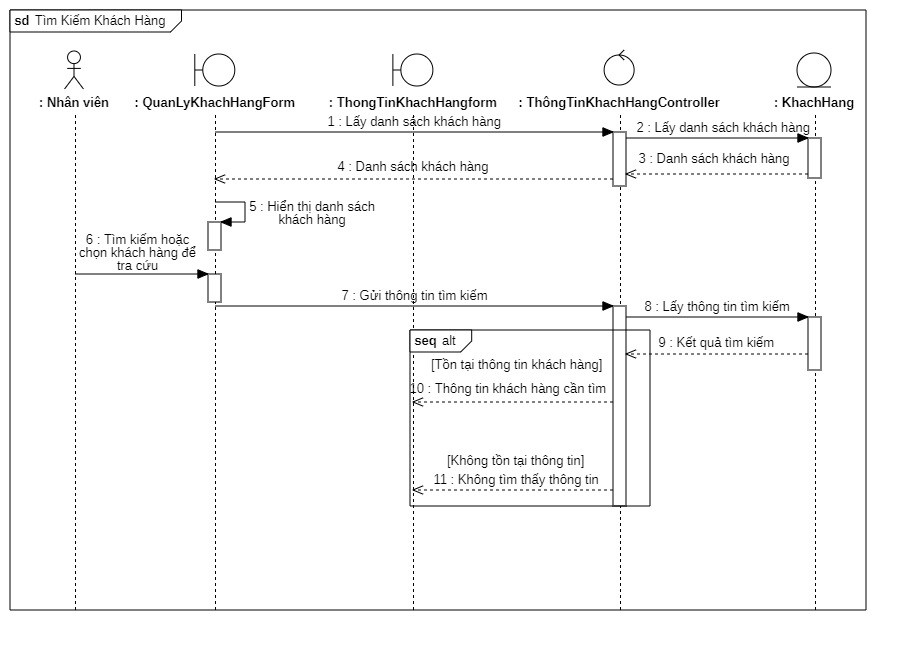 sd Tìm Kiếm Khách Hàng
: Nhân viên
: QuanLyKhachHangForm
: ThongTinKhachHangform
: ThôngTinKhachHangController
: KhachHang
1 : Lấy danh sách khách hàng
2 : Lấy danh sách khách hàng
3 : Danh sách khách hàng
4 : Danh sách khách hàng
5 : Hiển thị danh sách
khách hàng
6 : Tìm kiếm hoặc
chọn khách hàng để
tra cứu
7 : Gửi thông tin tìm kiếm
8 : Lấy thông tin tìm kiếm
seq alt
9 : Kết quả tìm kiếm
[Tồn tại thông tin khách hàng]
10 : Thông tin khách hàng cần tìm
[Không tồn tại thông tin]
11 : Không tìm thấy thông tin